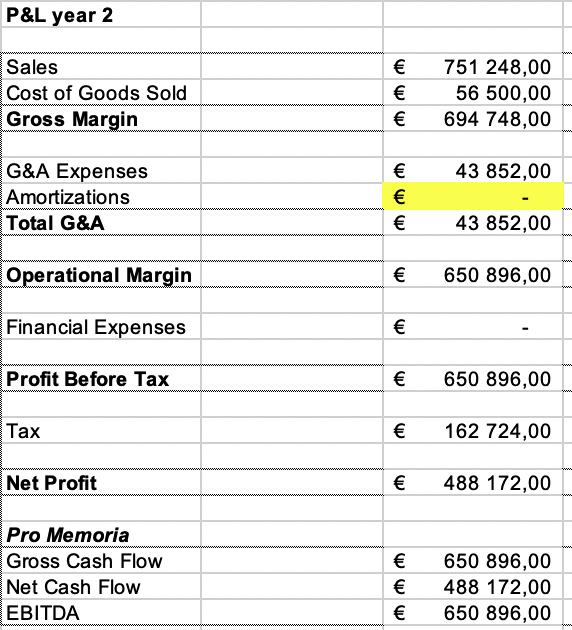 P&L year 2
Sales € 751 248,00
Cost of Goods Sold € 56 500,00
Gross Margin € 694 748,00
G&A Expenses € 43 852,00
Amortizations € -
Total G&A € 43 852,00
Operational Margin € 650 896,00
Financial Expenses € -
Profit Before Tax € 650 896,00
Tax € 162 724,00
Net Profit € 488 172,00
Pro Memoria
Gross Cash Flow € 650 896,00
Net Cash Flow € 488 172,00
EBITDA € 650 896,00